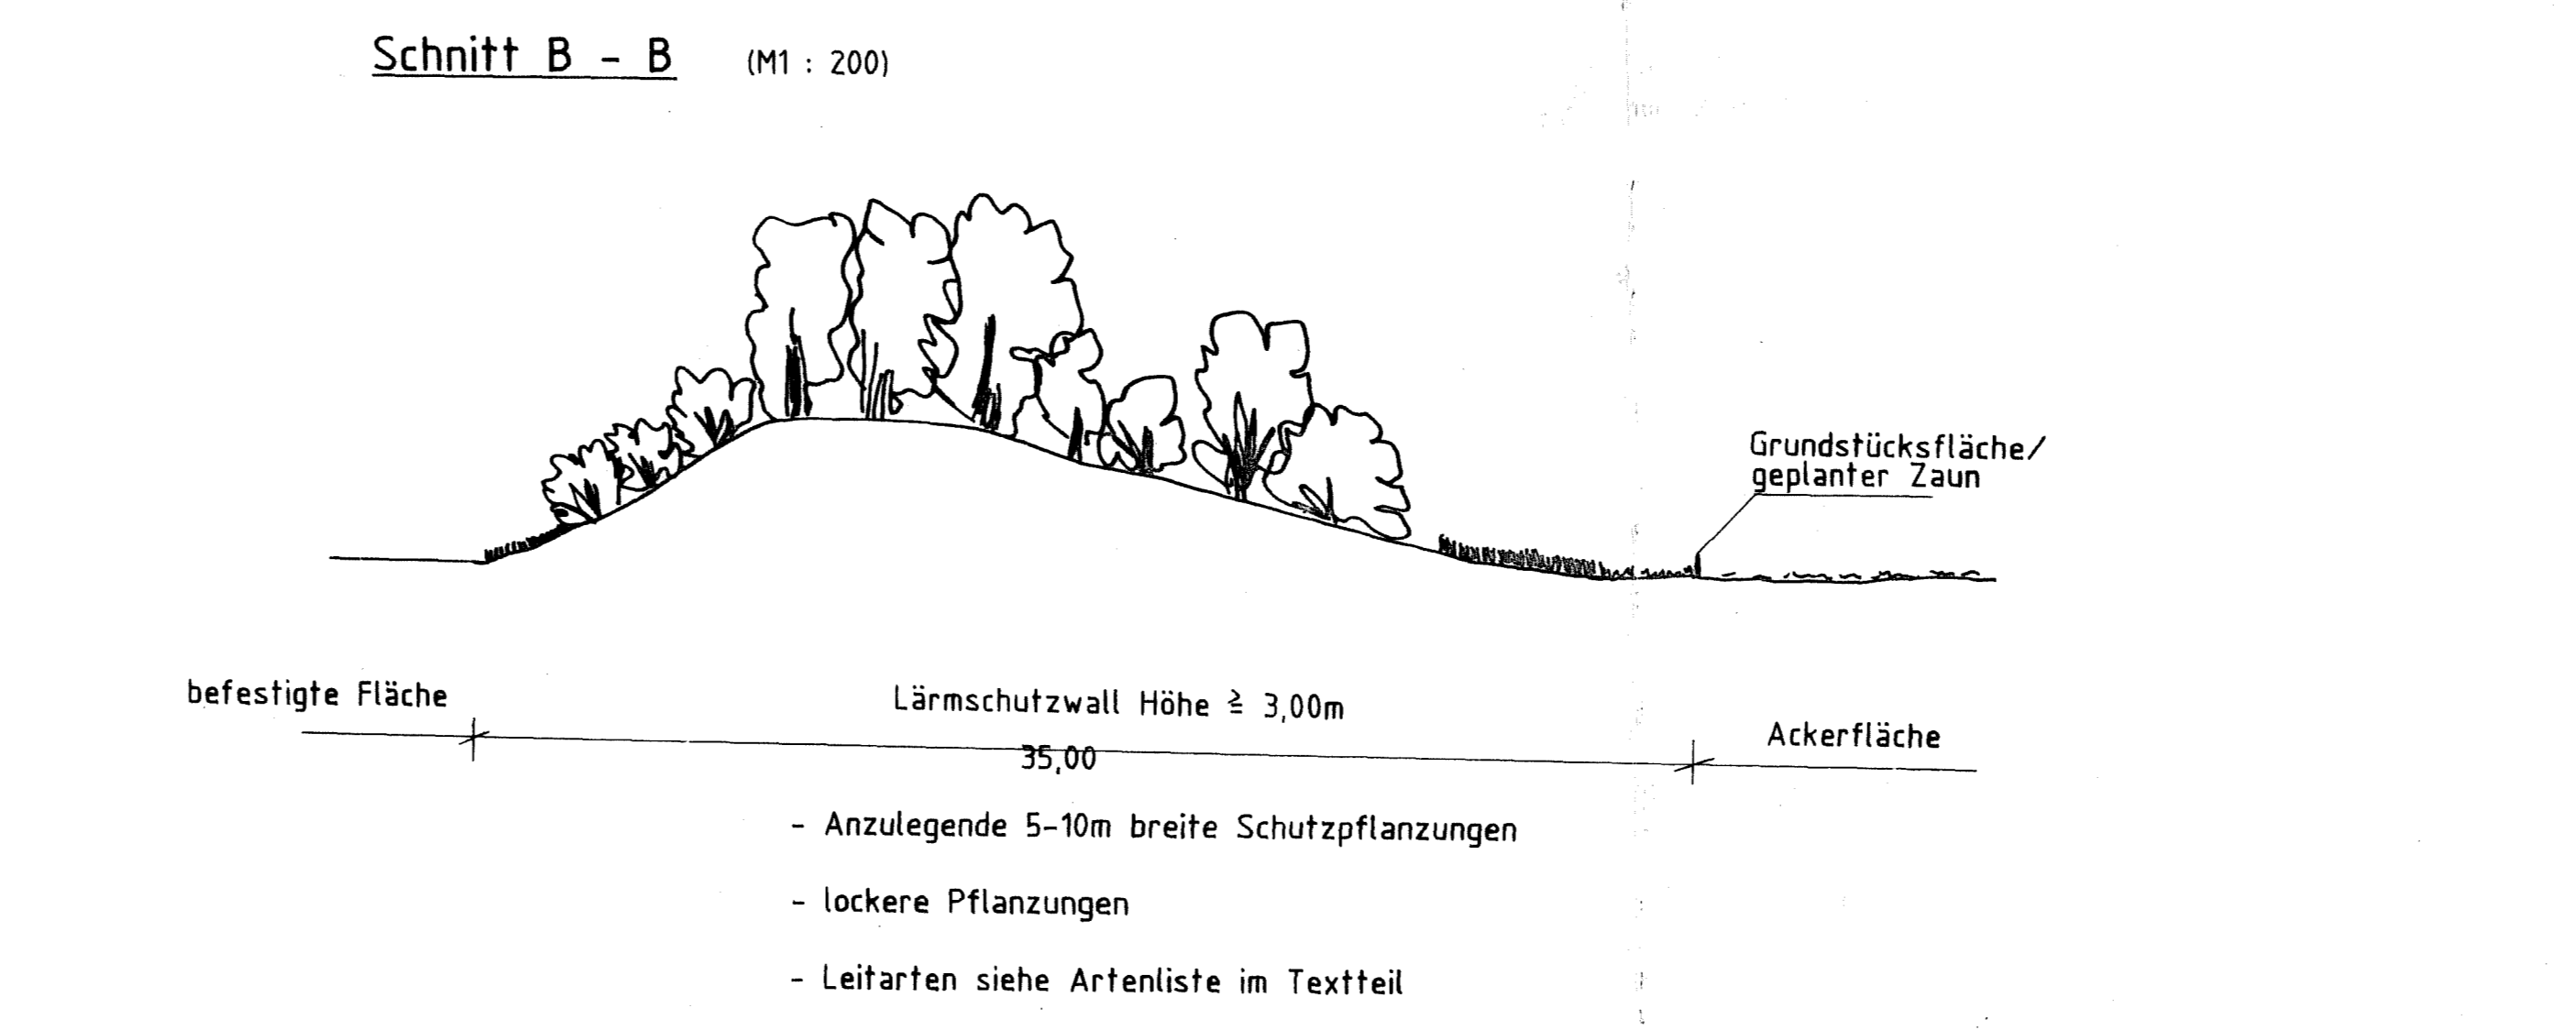 Schnitt B - B (M1 : 200)
Grundstücksfläche/
geplanter Zaun
befestigte Fläche
Lärmschutzwall Höhe ≧ 3,00m
35,00
Ackerfläche
- Anzulegende 5-10m breite Schutzpflanzungen
- lockere Pflanzungen
- Leitarten siehe Artenliste im Textteil